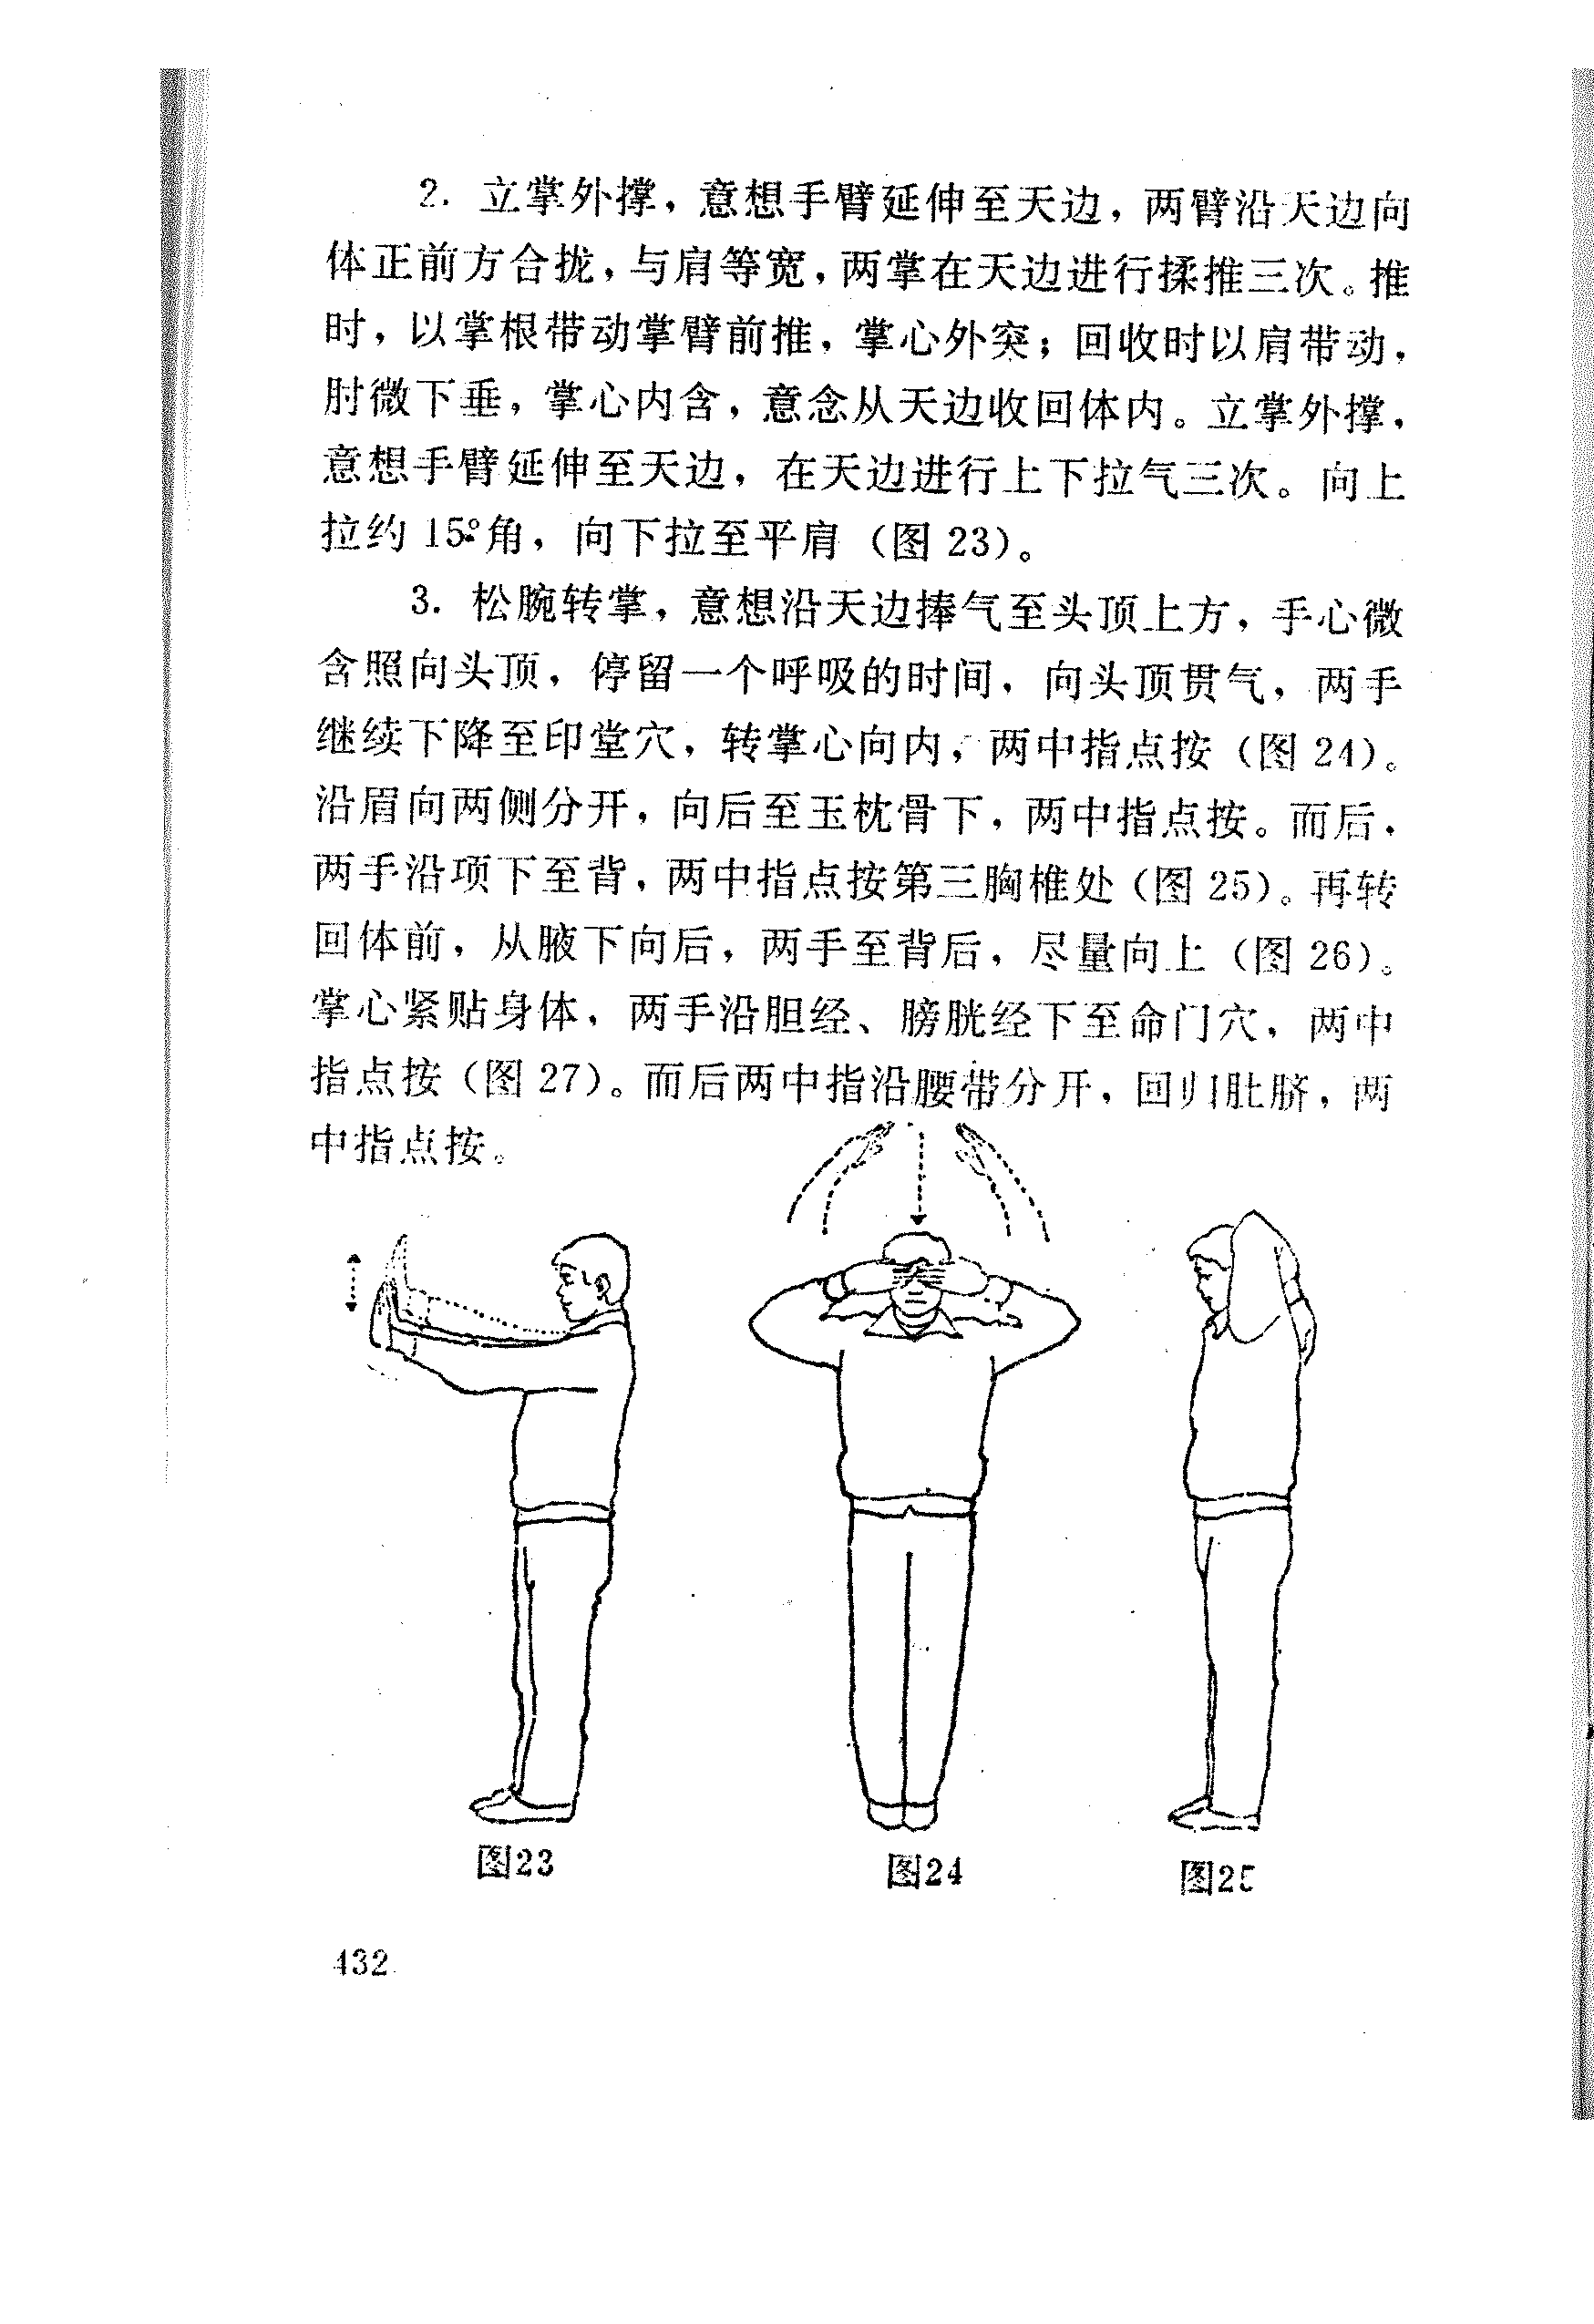 2. 立掌外撑，意想手臂延伸至天边，两臂沿天边向
体正前方合拢，与肩等宽，两掌在天边进行揉推三次。推
时，以掌根带动掌臂前推，掌心外突；回收时以肩带动，
肘微下垂，掌心内含，意念从天边收回体内。立掌外撑，
意想手臂延伸至天边，在天边进行上下拉气三次。向上
拉约 15°角，向下拉至平肩（图 23）。
3. 松腕转掌，意想沿天边捧气至头顶上方，手心微
含照向头顶，停留一个呼吸的时间，向头顶贯气，两手
继续下降至印堂穴，转掌心向内，两中指点按（图 24）。
沿眉向两侧分开，向后至玉枕骨下，两中指点按。而后，
两手沿项下至背，两中指点按第三胸椎处（图 25）。再转
回体前，从腋下向后，两手至背后，尽量向上（图 26）。
掌心紧贴身体，两手沿胆经、膀胱经下至命门穴，两中
指点按（图 27）。而后两中指沿腰带分开，回归肚脐，两
中指点按。
图23
图24
图25
432